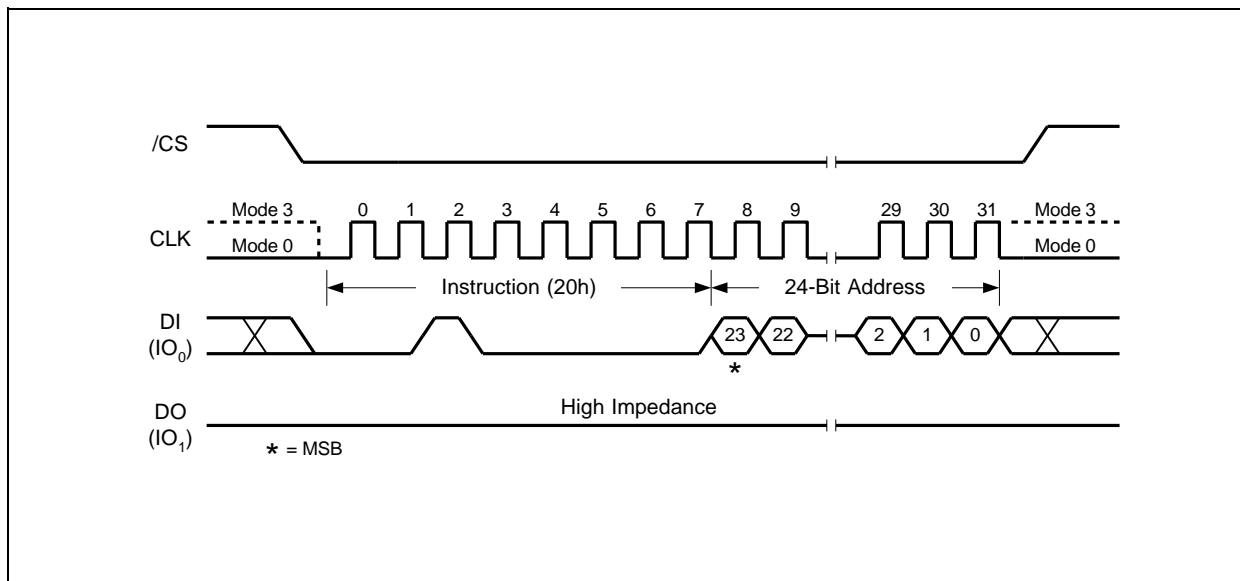 /CS
Mode 3
0 1 2 3 4 5 6 7 8 9 29 30 31
Mode 3
CLK
Mode 0
Mode 0
Instruction (20h)
24-Bit Address
DI
(IO₀)
23 22 2 1 0
*
High Impedance
DO
(IO₁)
* = MSB